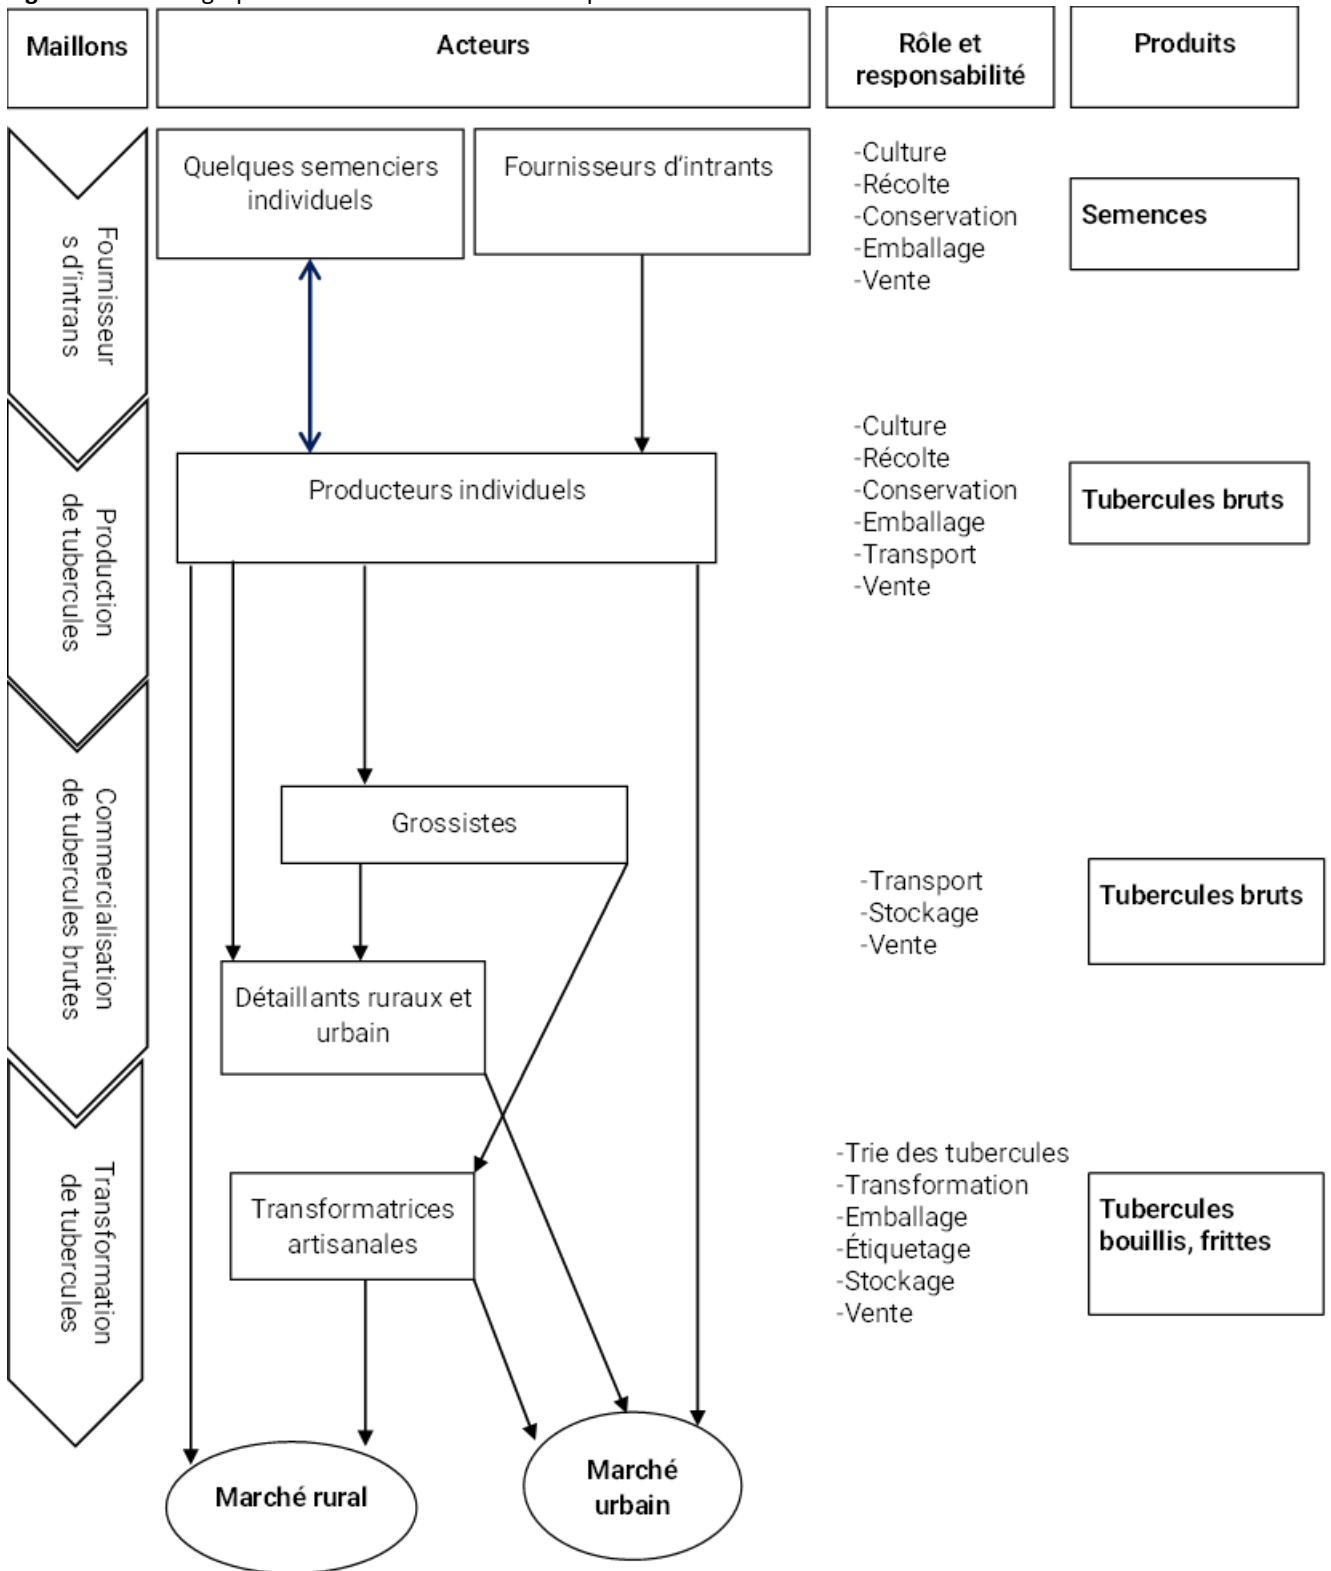 Maillons
Acteurs
Rôle et
responsabilité
Produits
Fournisseur
s d'intrans
Quelques semenciers
individuels
Fournisseurs d'intrants
-Culture
-Récolte
-Conservation
-Emballage
-Vente
Semences
Production
de tubercules
Producteurs individuels
-Culture
-Récolte
-Conservation
-Emballage
-Transport
-Vente
Tubercules bruts
Commercialisation
de tubercules brutes
Grossistes
Détaillants ruraux et
urbain
-Transport
-Stockage
-Vente
Tubercules bruts
Transformation
de tubercules
Transformatrices
artisanales
-Trie des tubercules
-Transformation
-Emballage
-Étiquetage
-Stockage
-Vente
Tubercules
bouillis, frittes
Marché rural
Marché
urbain